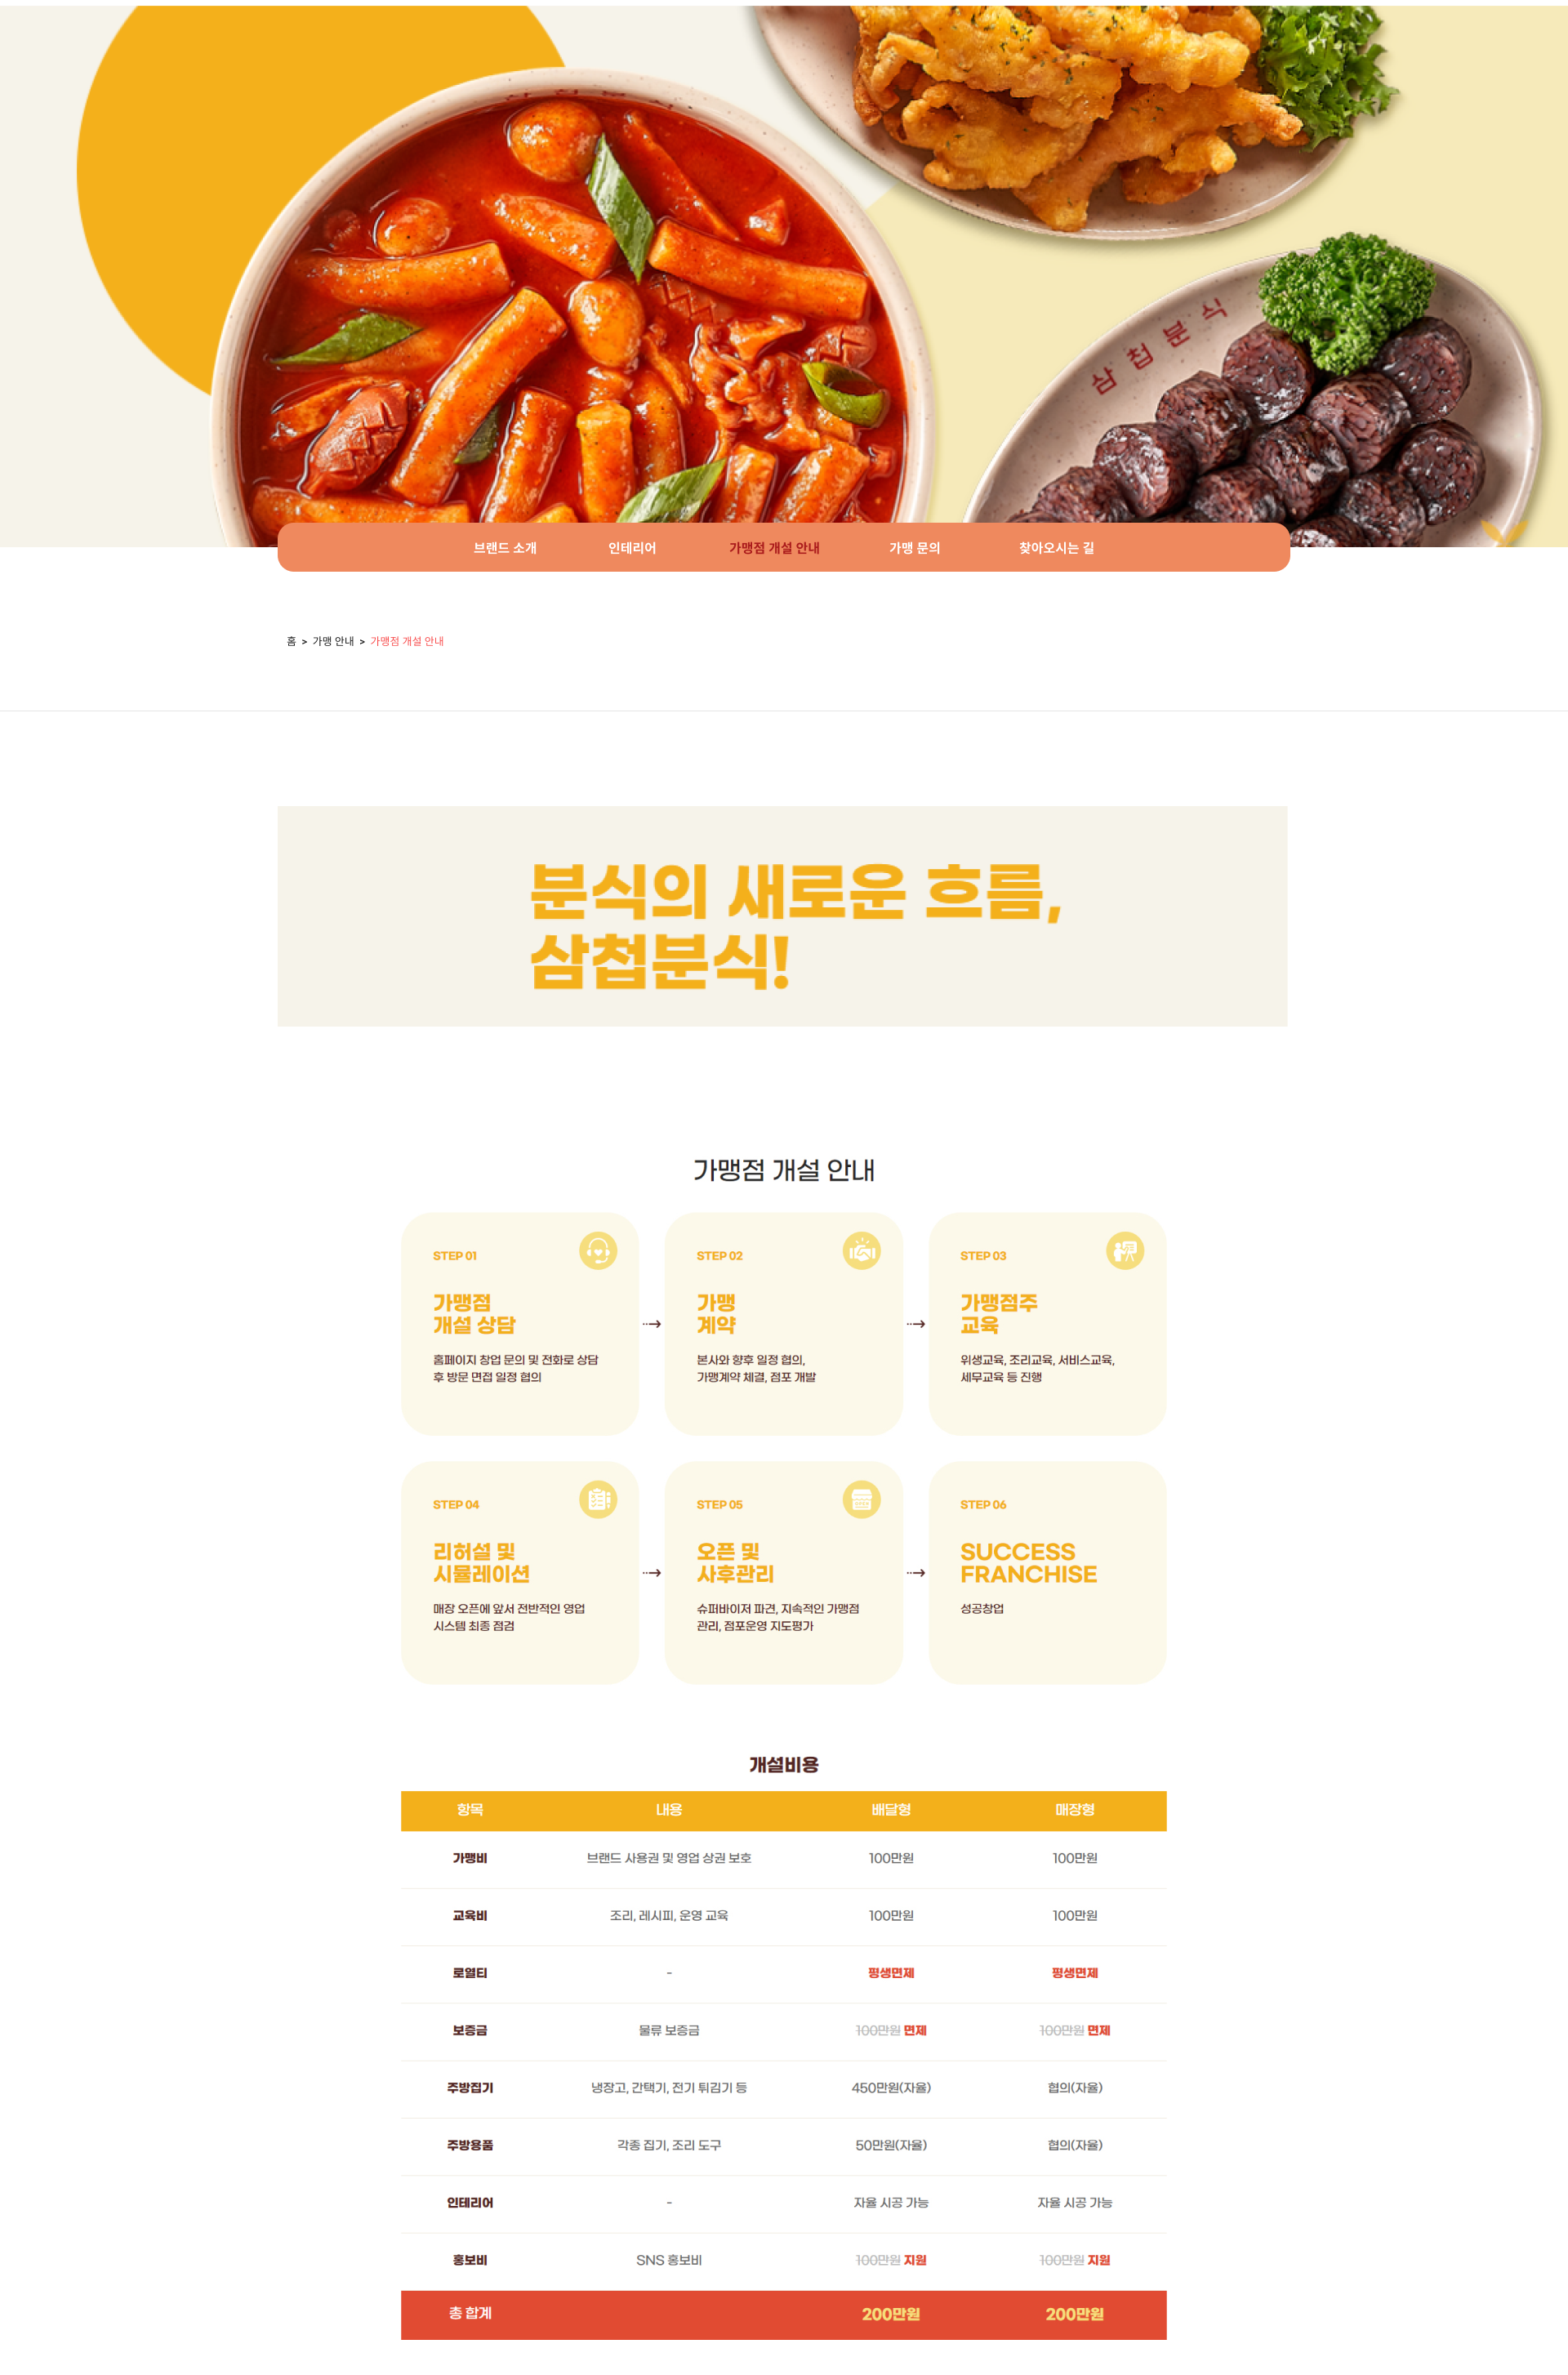 삼첩분식
브랜드 소개 인테리어 가맹점 개설 안내 가맹 문의 찾아오시는 길
홈 > 가맹 안내 > 가맹점 개설 안내
분식의 새로운 흐름,
삼첩분식!
가맹점 개설 안내
STEP 01
가맹점
개설 상담
홈페이지 창업 문의 및 전화로 상담
후 방문 면접 일정 협의
STEP 02
가맹
계약
본사와 향후 일정 협의,
가맹계약 체결, 점포 개발
STEP 03
가맹점주
교육
위생교육, 조리교육, 서비스교육,
세무교육 등 진행
STEP 04
리허설 및
시뮬레이션
매장 오픈에 앞서 전반적인 영업
시스템 최종 점검
STEP 05
오픈 및
사후관리
슈퍼바이저 파견, 지속적인 가맹점
관리, 점포운영 지도평가
STEP 06
SUCCESS
FRANCHISE
성공창업
개설비용
항목 내용 배달형 매장형
가맹비 브랜드 사용권 및 영업 상권 보호 100만원 100만원
교육비 조리, 레시피, 운영 교육 100만원 100만원
로열티 - 평생면제 평생면제
보증금 물류 보증금 100만원 면제 100만원 면제
주방집기 냉장고, 간택기, 전기 튀김기 등 450만원(자율) 협의(자율)
주방용품 각종 집기, 조리 도구 50만원(자율) 협의(자율)
인테리어 - 자율 시공 가능 자율 시공 가능
홍보비 SNS 홍보비 100만원 지원 100만원 지원
총 합계 200만원 200만원